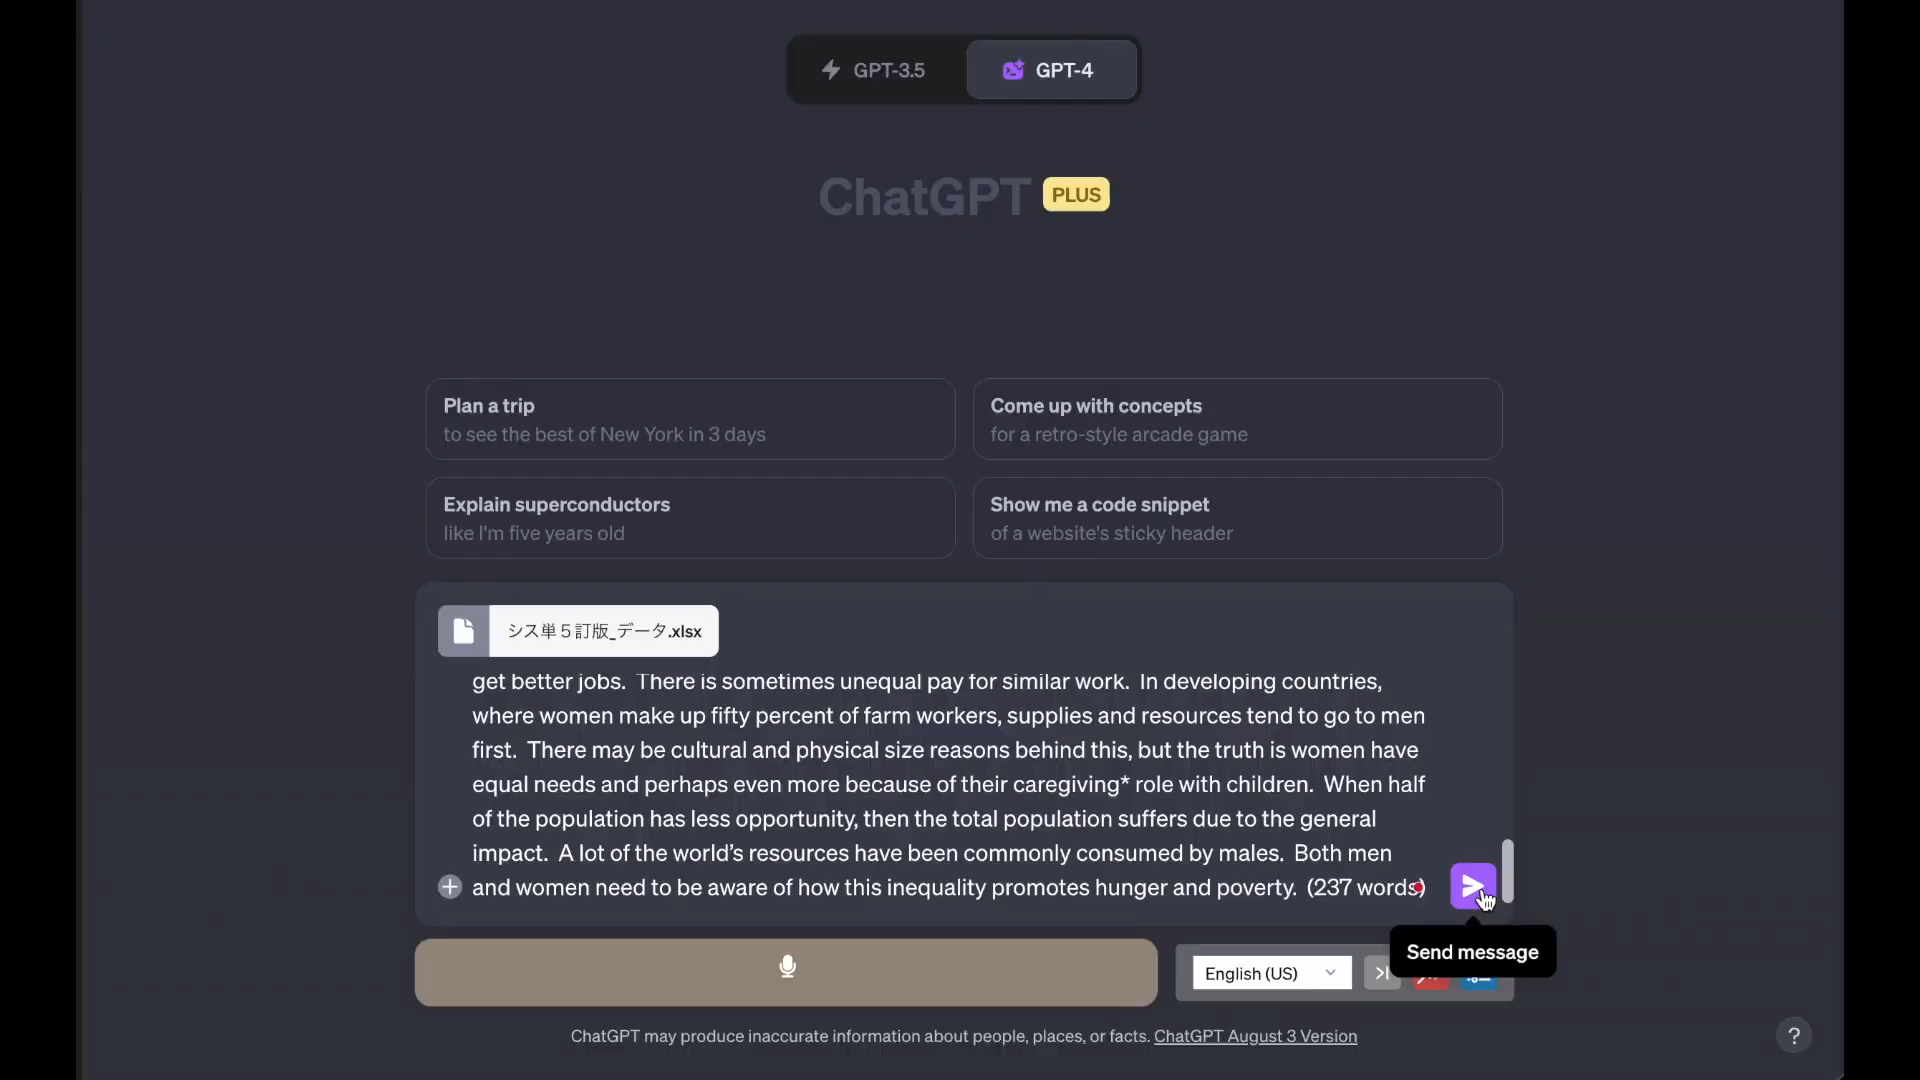 GPT-3.5
GPT-4
ChatGPT PLUS
Plan a trip
to see the best of New York in 3 days
Come up with concepts
for a retro-style arcade game
Explain superconductors
like I'm five years old
Show me a code snippet
of a website's sticky header
シス単５訂版_データ.xlsx
get better jobs.  There is sometimes unequal pay for similar work.  In developing countries,
where women make up fifty percent of farm workers, supplies and resources tend to go to men
first.  There may be cultural and physical size reasons behind this, but the truth is women have
equal needs and perhaps even more because of their caregiving* role with children.  When half
of the population has less opportunity, then the total population suffers due to the general
impact.  A lot of the world’s resources have been commonly consumed by males.  Both men
and women need to be aware of how this inequality promotes hunger and poverty.  (237 words)
Send message
English (US)
ChatGPT may produce inaccurate information about people, places, or facts. ChatGPT August 3 Version
?